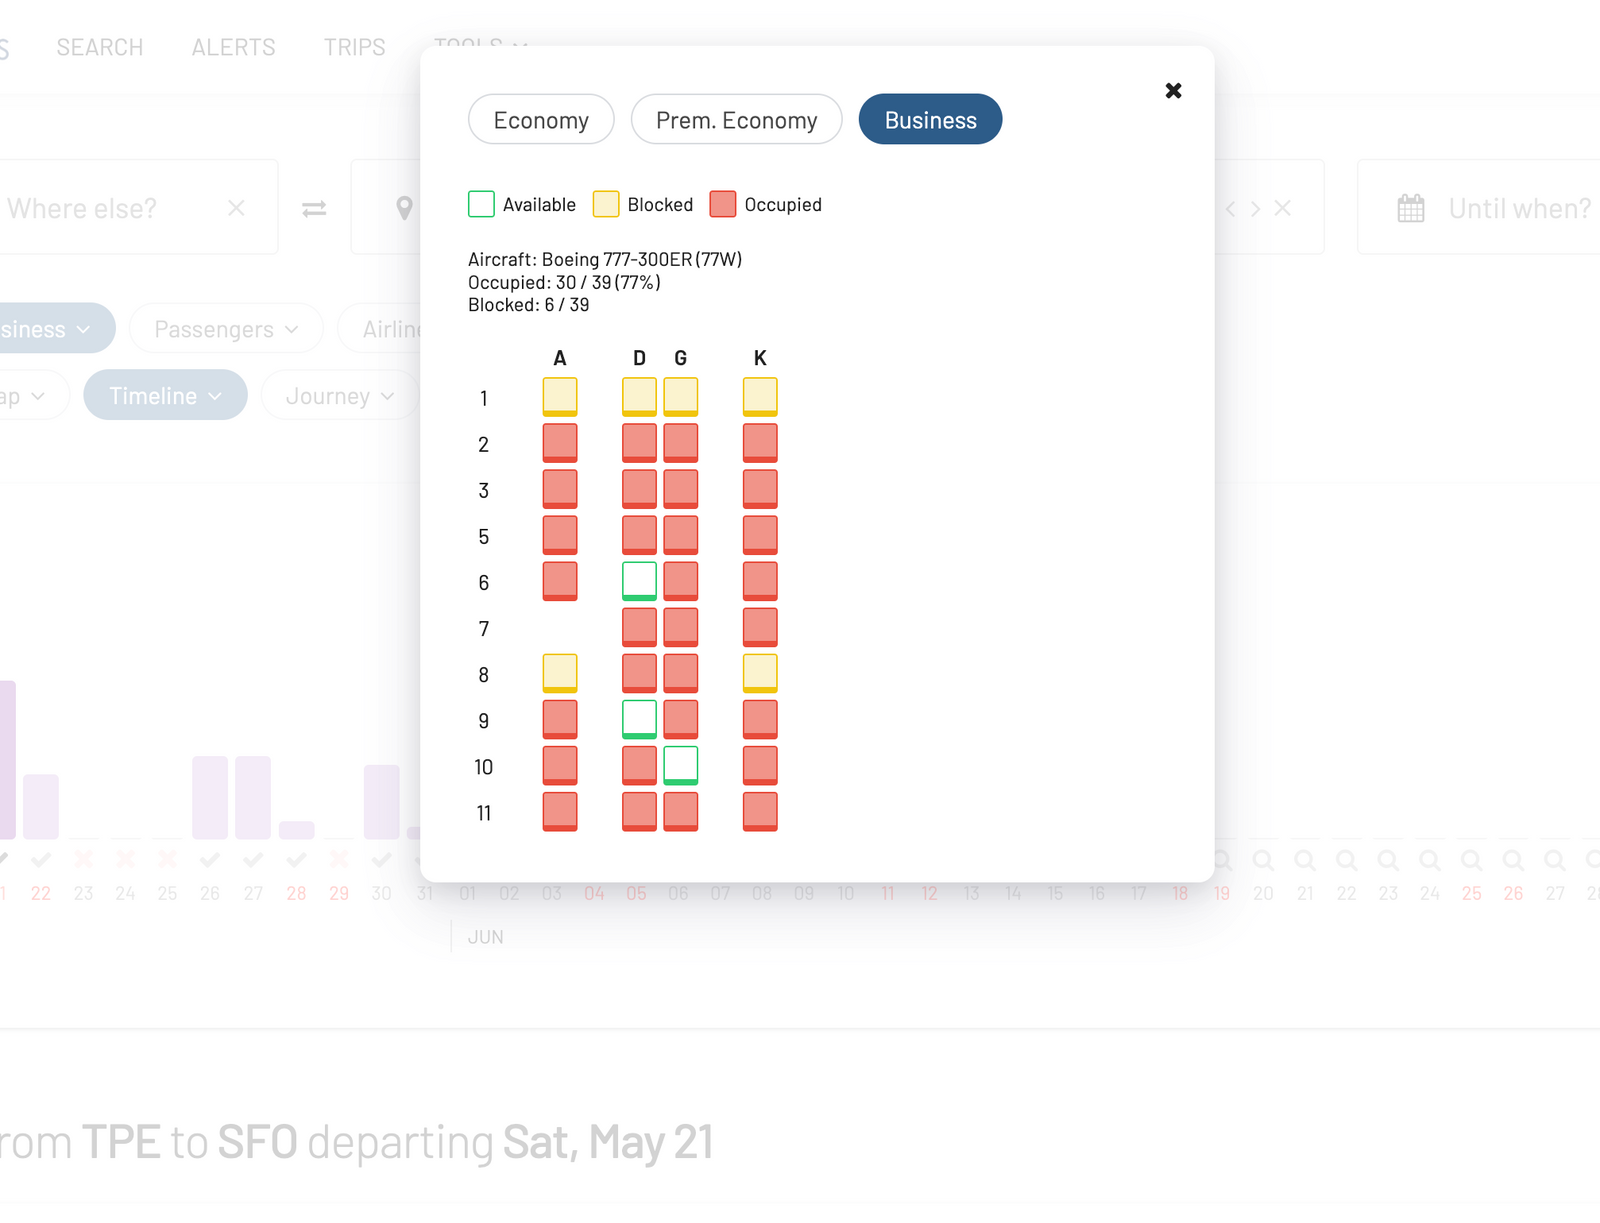 S SEARCH ALERTS TRIPS TOOLS
Economy Prem. Economy Business
Available Blocked Occupied
Where else? Until when?
Aircraft: Boeing 777-300ER (77W)
Occupied: 30 / 39 (77%)
Blocked: 6 / 39
siness Passengers Airline
ap Timeline Journey
A D G K
1
2
3
5
6
7
8
9
10
11
1 22 23 24 25 26 27 28 29 30 31 01 02 03 04 05 06 07 08 09 10 11 12 13 14 15 16 17 18 19 20 21 22 23 24 25 26 27 28
JUN
rom TPE to SFO departing Sat, May 21